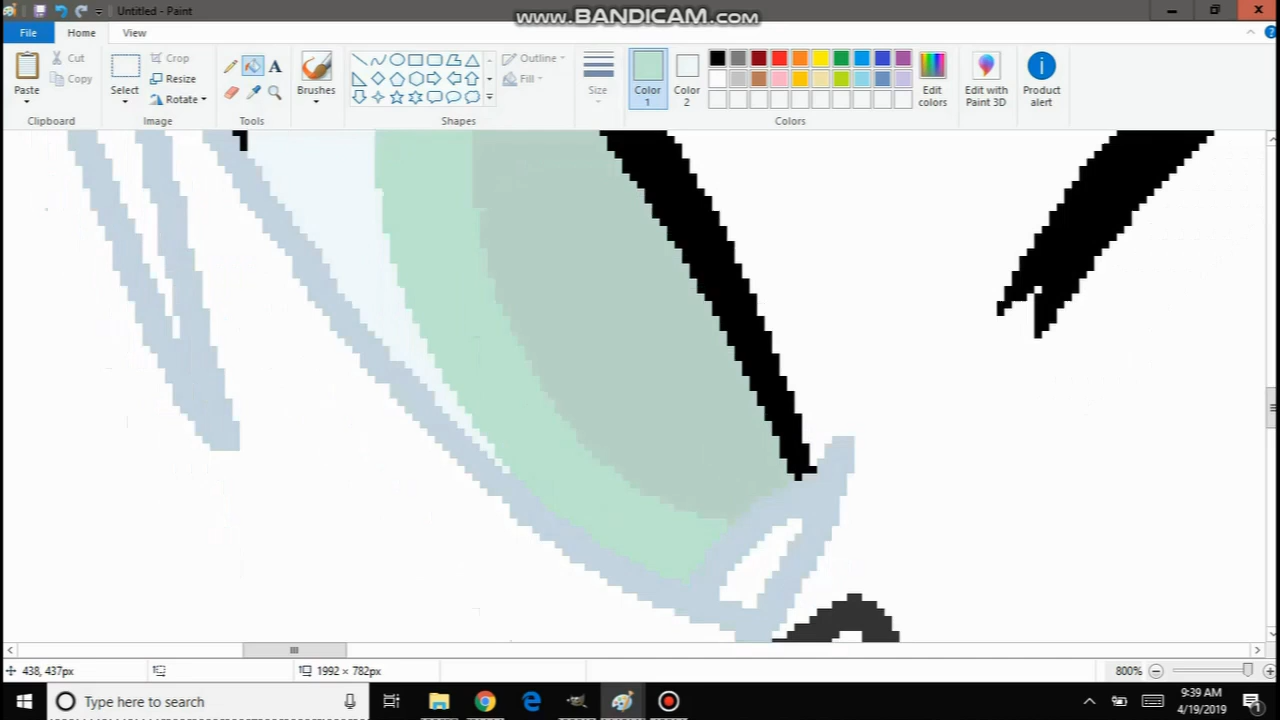 Untitled - Paint
www.BANDICAM.com
File Home View
Paste
Cut
Copy
Clipboard
Select
Crop
Resize
Rotate
Image
A
Tools
Brushes
Outline
Fill
Shapes
Size
Color 1
Color 2
Edit colors
Colors
Edit with Paint 3D
Product alert
438, 437px
1992 × 782px
800%
Type here to search
9:39 AM
4/19/2019
1